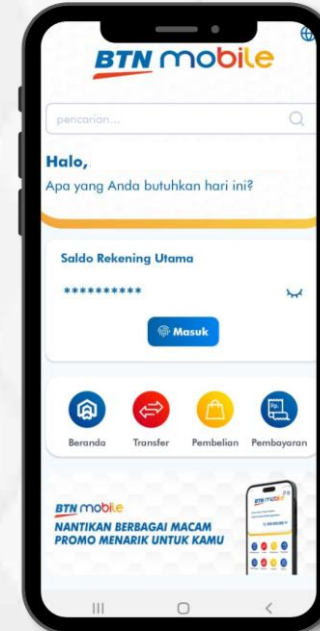 BTN mobile
pencarian...
Halo,
Apa yang Anda butuhkan hari ini?
Saldo Rekening Utama
**********
Masuk
Beranda Transfer Pembelian Pembayaran
BTN mobile
NANTIKAN BERBAGAI MACAM
PROMO MENARIK UNTUK KAMU